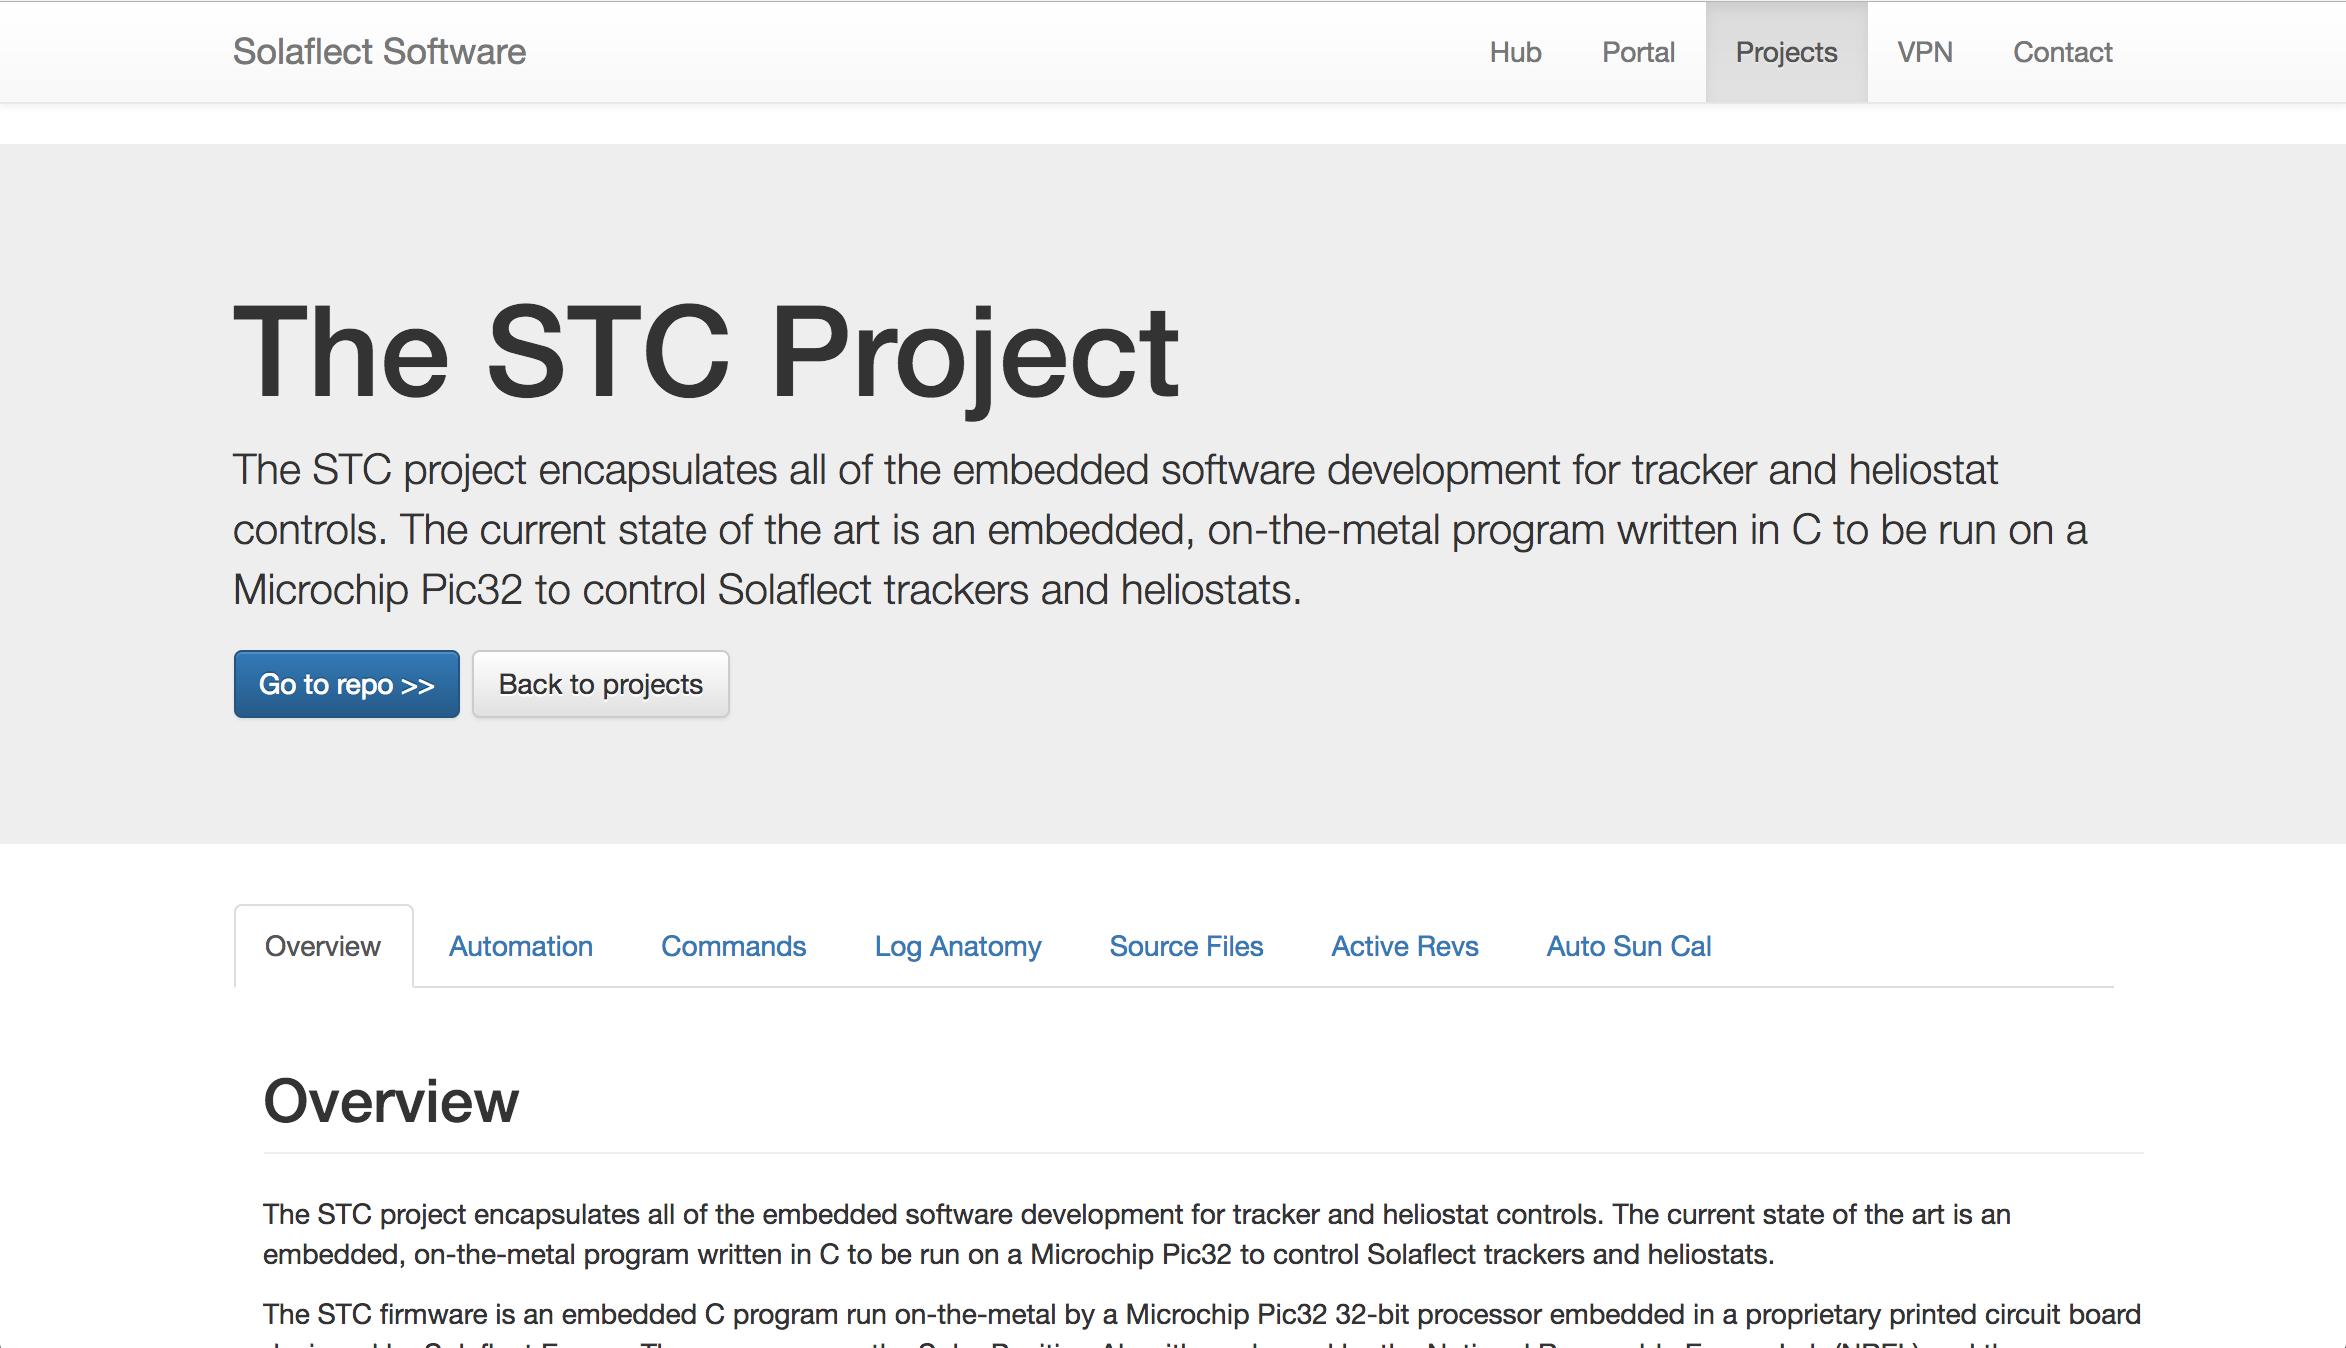 Solaflect Software
Hub Portal Projects VPN Contact
The STC Project
The STC project encapsulates all of the embedded software development for tracker and heliostat
controls. The current state of the art is an embedded, on-the-metal program written in C to be run on a
Microchip Pic32 to control Solaflect trackers and heliostats.
Go to repo >> Back to projects
Overview Automation Commands Log Anatomy Source Files Active Revs Auto Sun Cal
Overview
The STC project encapsulates all of the embedded software development for tracker and heliostat controls. The current state of the art is an
embedded, on-the-metal program written in C to be run on a Microchip Pic32 to control Solaflect trackers and heliostats.
The STC firmware is an embedded C program run on-the-metal by a Microchip Pic32 32-bit processor embedded in a proprietary printed circuit board